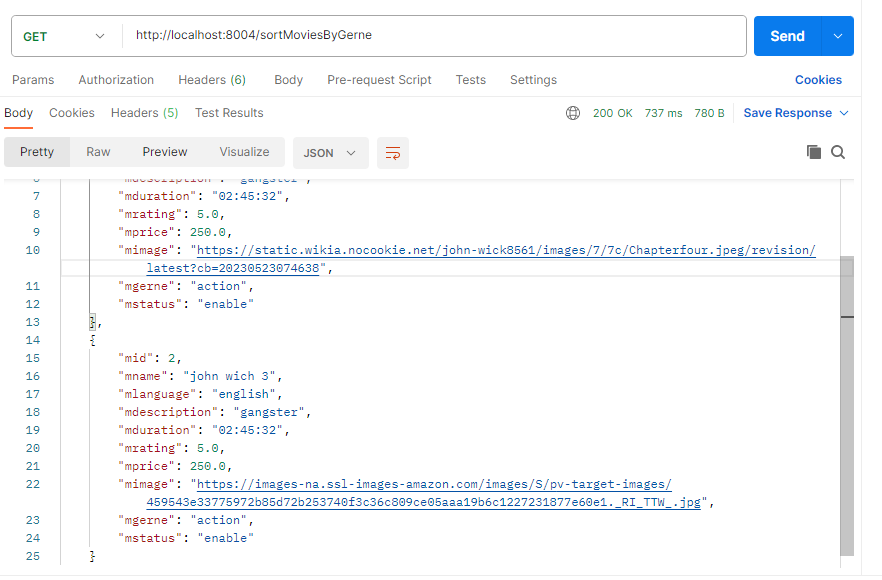 GET http://localhost:8004/sortMoviesByGerne Send
Params Authorization Headers (6) Body Pre-request Script Tests Settings Cookies
Body Cookies Headers (5) Test Results 200 OK 737 ms 780 B Save Response
Pretty Raw Preview Visualize JSON
6 "mdescription": "gangster",
7 "mduration": "02:45:32",
8 "mrating": 5.0,
9 "mprice": 250.0,
10 "mimage": "https://static.wikia.nocookie.net/john-wick8561/images/7/7c/Chapterfour.jpeg/revision/
latest?cb=20230523074638",
11 "mgerne": "action",
12 "mstatus": "enable"
13 },
14 {
15 "mid": 2,
16 "mname": "john wich 3",
17 "mlanguage": "english",
18 "mdescription": "gangster",
19 "mduration": "02:45:32",
20 "mrating": 5.0,
21 "mprice": 250.0,
22 "mimage": "https://images-na.ssl-images-amazon.com/images/S/pv-target-images/
459543e33775972b85d72b253740f3c36c809ce05aaa19b6c1227231877e60e1._RI_TTW_.jpg",
23 "mgerne": "action",
24 "mstatus": "enable"
25 }